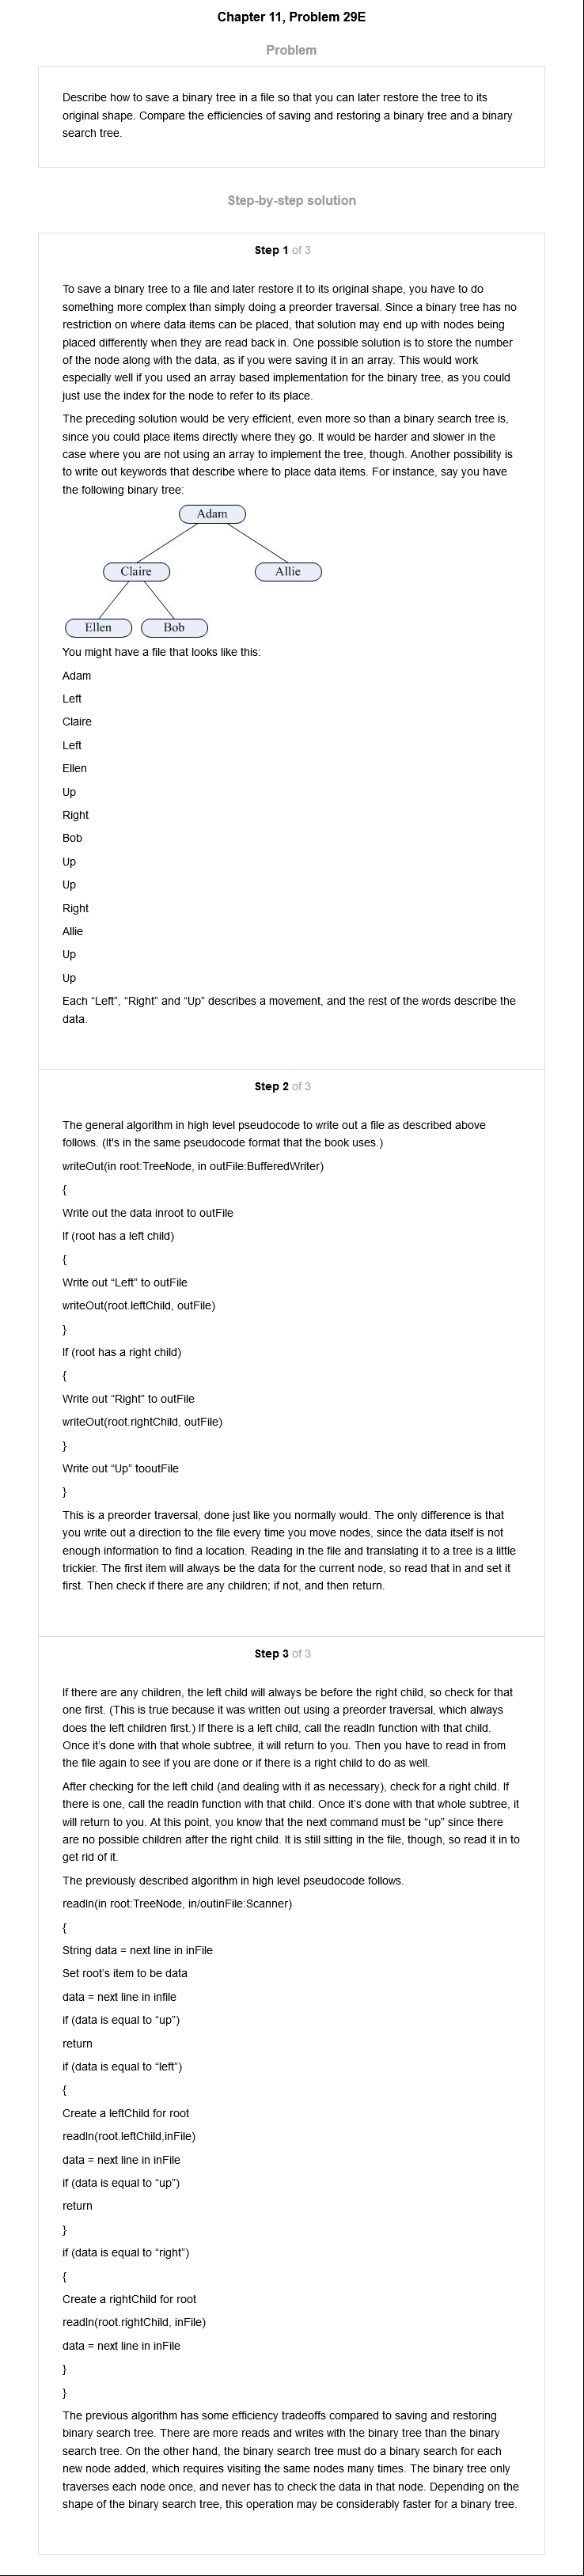 Chapter 11, Problem 29E
Problem
Describe how to save a binary tree in a file so that you can later restore the tree to its
original shape. Compare the efficiencies of saving and restoring a binary tree and a binary
search tree.
Step-by-step solution
Step 1 of 3
To save a binary tree to a file and later restore it to its original shape, you have to do
something more complex than simply doing a preorder traversal. Since a binary tree has no
restriction on where data items can be placed, that solution may end up with nodes being
placed differently when they are read back in. One possible solution is to store the number
of the node along with the data, as if you were saving it in an array. This would work
especially well if you used an array based implementation for the binary tree, as you could
just use the index for the node to refer to its place.
The preceding solution would be very efficient, even more so than a binary search tree is,
since you could place items directly where they go. It would be harder and slower in the
case where you are not using an array to implement the tree, though. Another possibility is
to write out keywords that describe where to place data items. For instance, say you have
the following binary tree:
Adam
Claire
Allie
Ellen
Bob
You might have a file that looks like this:
Adam
Left
Claire
Left
Ellen
Up
Right
Bob
Up
Up
Right
Allie
Up
Up
Each “Left”, “Right” and “Up” describes a movement, and the rest of the words describe the
data.
Step 2 of 3
The general algorithm in high level pseudocode to write out a file as described above
follows. (It's in the same pseudocode format that the book uses.)
writeOut(in root:TreeNode, in outFile:BufferedWriter)
{
Write out the data inroot to outFile
If (root has a left child)
{
Write out “Left” to outFile
writeOut(root.leftChild, outFile)
}
If (root has a right child)
{
Write out “Right” to outFile
writeOut(root.rightChild, outFile)
}
Write out “Up” tooutFile
}
This is a preorder traversal, done just like you normally would. The only difference is that
you write out a direction to the file every time you move nodes, since the data itself is not
enough information to find a location. Reading in the file and translating it to a tree is a little
trickier. The first item will always be the data for the current node, so read that in and set it
first. Then check if there are any children; if not, and then return.
Step 3 of 3
If there are any children, the left child will always be before the right child, so check for that
one first. (This is true because it was written out using a preorder traversal, which always
does the left children first.) If there is a left child, call the readIn function with that child.
Once it’s done with that whole subtree, it will return to you. Then you have to read in from
the file again to see if you are done or if there is a right child to do as well.
After checking for the left child (and dealing with it as necessary), check for a right child. If
there is one, call the readIn function with that child. Once it’s done with that whole subtree, it
will return to you. At this point, you know that the next command must be “up” since there
are no possible children after the right child. It is still sitting in the file, though, so read it in to
get rid of it.
The previously described algorithm in high level pseudocode follows.
readIn(in root:TreeNode, in/outinFile:Scanner)
{
String data = next line in inFile
Set root’s item to be data
data = next line in infile
if (data is equal to “up”)
return
if (data is equal to “left”)
{
Create a leftChild for root
readIn(root.leftChild,inFile)
data = next line in inFile
if (data is equal to “up”)
return
}
if (data is equal to “right”)
{
Create a rightChild for root
readIn(root.rightChild, inFile)
data = next line in inFile
}
}
The previous algorithm has some efficiency tradeoffs compared to saving and restoring
binary search tree. There are more reads and writes with the binary tree than the binary
search tree. On the other hand, the binary search tree must do a binary search for each
new node added, which requires visiting the same nodes many times. The binary tree only
traverses each node once, and never has to check the data in that node. Depending on the
shape of the binary search tree, this operation may be considerably faster for a binary tree.